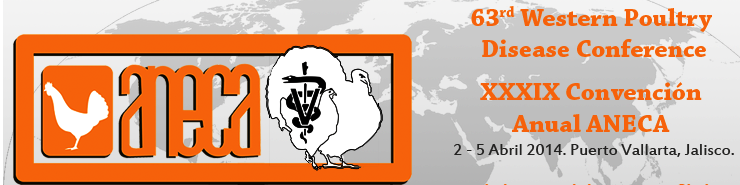 aneca
63rd Western Poultry
Disease Conference
XXXIX Convención
Anual ANECA
2 - 5 Abril 2014. Puerto Vallarta, Jalisco.